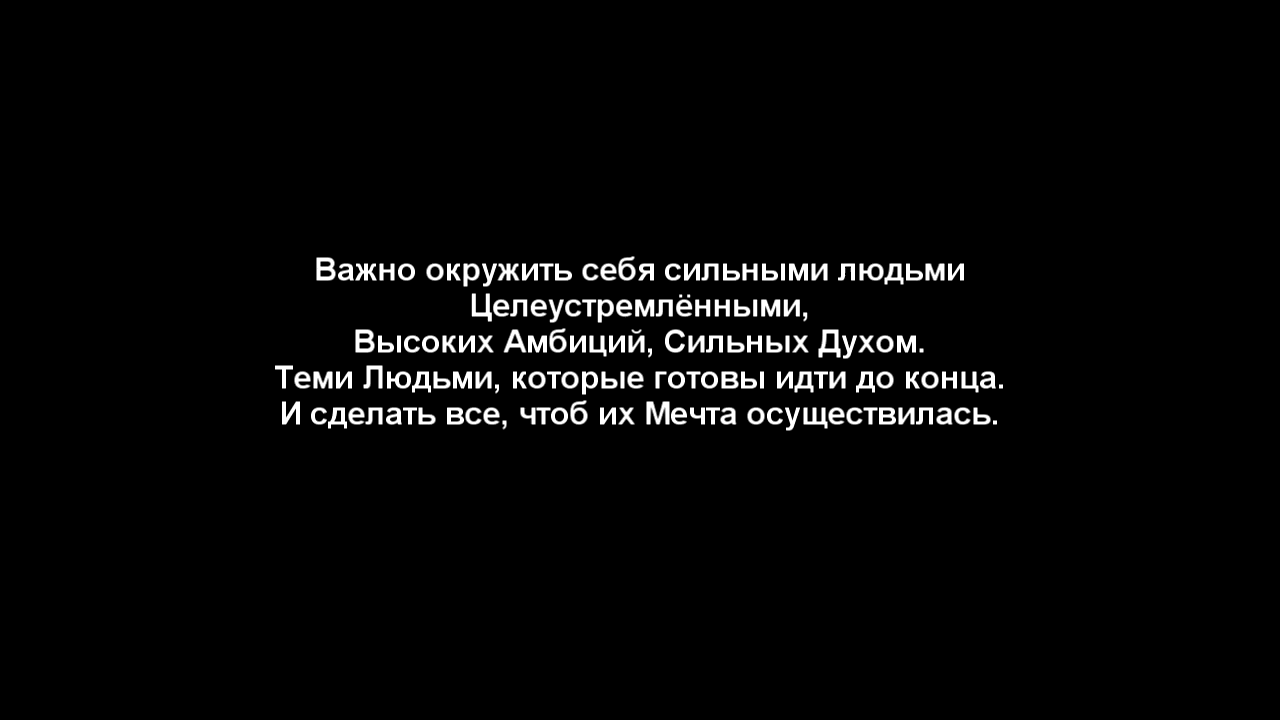 Важно окружить себя сильными людьми
Целеустремлёнными,
Высоких Амбиций, Сильных Духом.
Теми Людьми, которые готовы идти до конца.
И сделать все, чтоб их Мечта осуществилась.